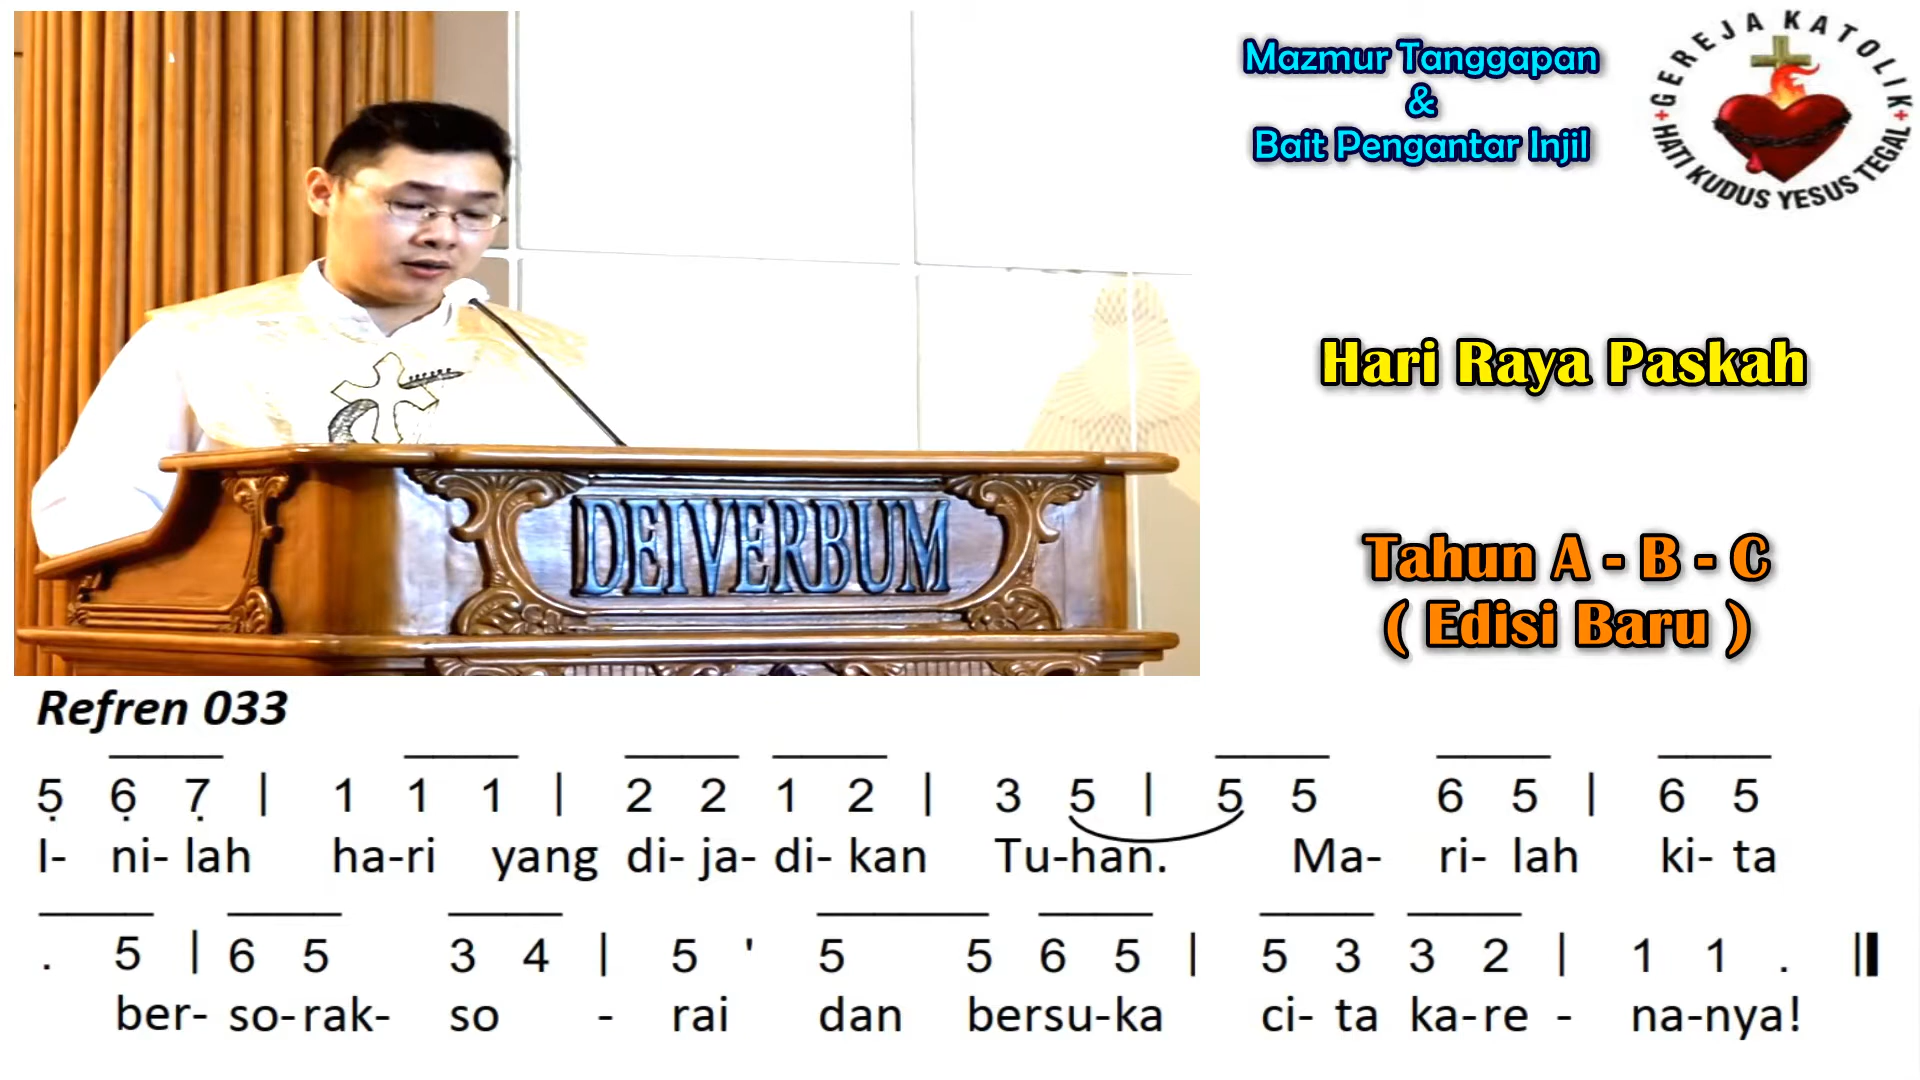 Mazmur Tanggapan
&
Bait Pengantar Injil
GEREJA KATOLIK
+ HATI KUDUS YESUS TEGAL +
Hari Raya Paskah
Tahun A - B - C
( Edisi Baru )
DEIVERBUM
Refren 033
5̣ 6̣ 7̣ | 1 1 1 | 2 2 1 2 | 3 5 | 5 5 6 5 | 6 5
I- ni- lah ha-ri yang di- ja- di- kan Tu-han. Ma- ri- lah ki- ta
. 5 | 6 5 3 4 | 5 ' 5 5 6 5 | 5 3 3 2 | 1 1 . ||
ber- so-rak- so - rai dan bersu-ka ci- ta ka-re - na-nya!